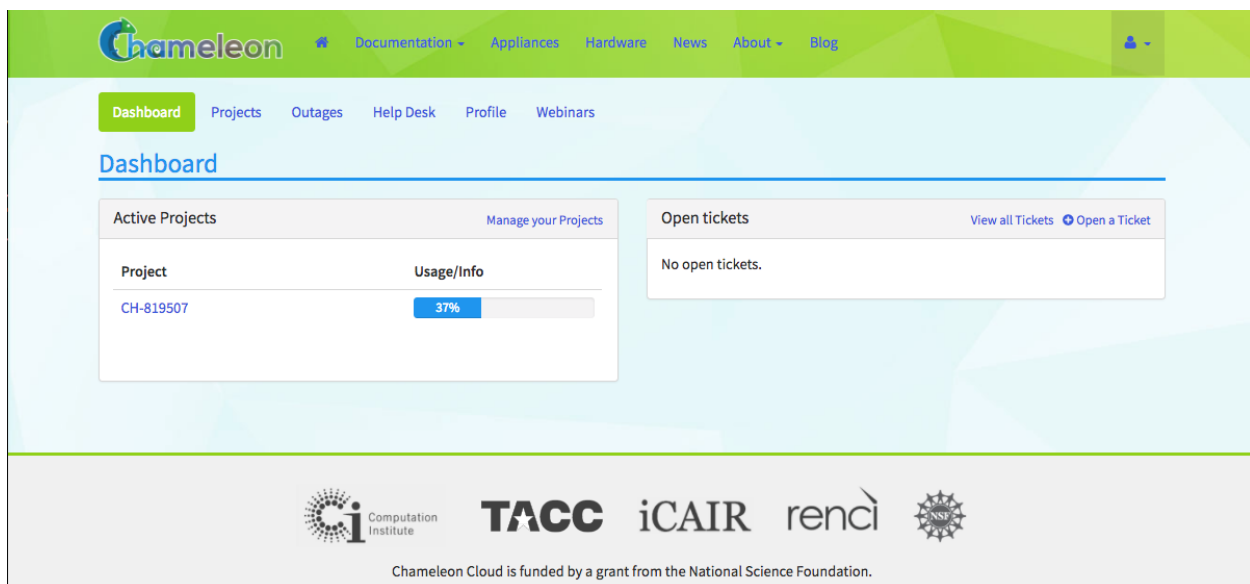 Chameleon Documentation Appliances Hardware News About Blog
Dashboard Projects Outages Help Desk Profile Webinars
Dashboard
Active Projects Manage your Projects
Project Usage/Info
CH-819507 37%
Open tickets View all Tickets Open a Ticket
No open tickets.
Ci Computation Institute TACC iCAIR renci NSF
Chameleon Cloud is funded by a grant from the National Science Foundation.